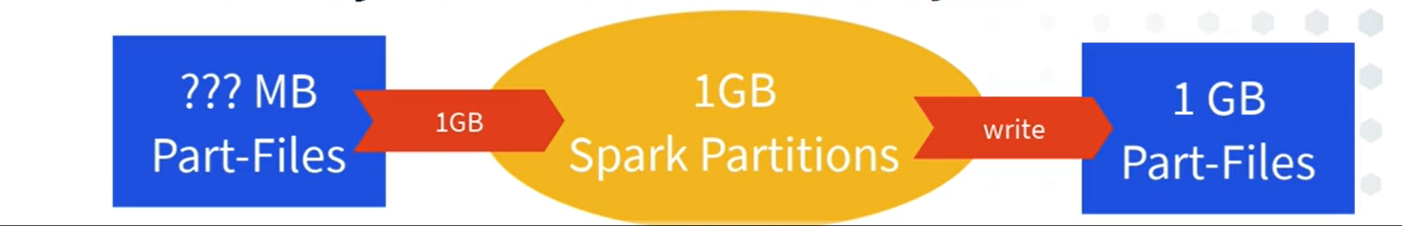 ??? MB
Part-Files
1GB
1GB
Spark Partitions
write
1 GB
Part-Files